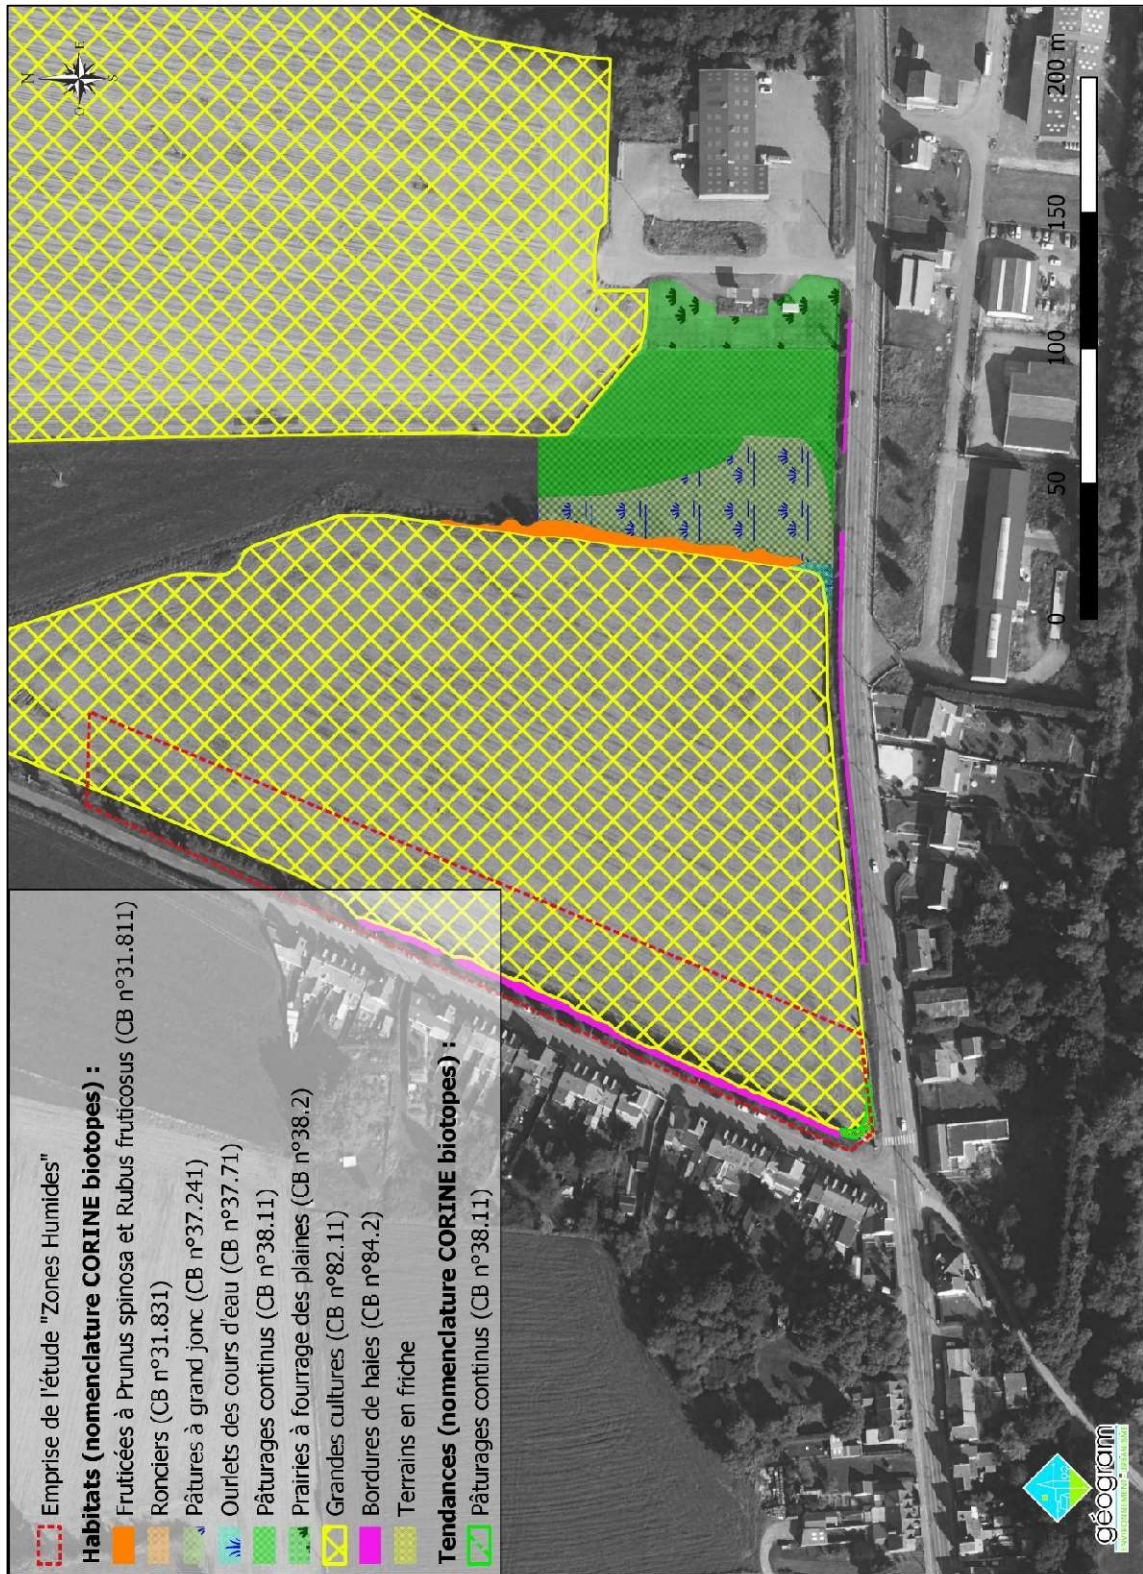 Emprise de l'étude "Zones Humides"
Habitats (nomenclature CORINE biotopes) :
Fruticées à Prunus spinosa et Rubus fruticosus (CB n°31.811)
Ronciers (CB n°31.831)
Pâtures à grand jonc (CB n°37.241)
Ourlets des cours d'eau (CB n°37.71)
Pâturages continus (CB n°38.11)
Prairies à fourrage des plaines (CB n°38.2)
Grandes cultures (CB n°82.11)
Bordures de haies (CB n°84.2)
Terrains en friche
Tendances (nomenclature CORINE biotopes) :
Pâturages continus (CB n°38.11)
N
E
S
O
0 50 100 150 200 m
géogram
ENVIRONNEMENT - URBANISME